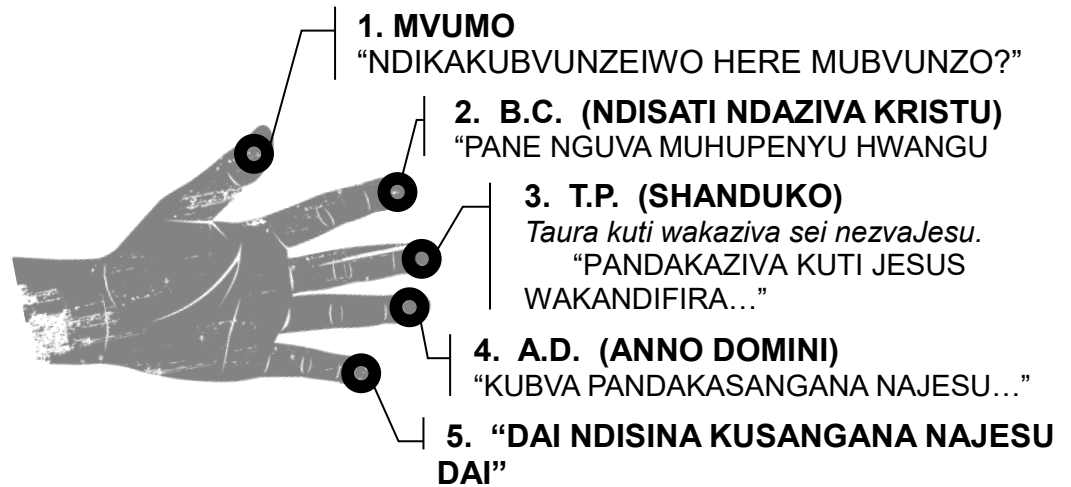 1. MVUMO
“NDIKAKUBVUNZEIWO HERE MUBVUNZO?”
2. B.C. (NDISATI NDAZIVA KRISTU)
“PANE NGUVA MUHUPENYU HWANGU
3. T.P. (SHANDUKO)
Taura kuti wakaziva sei nezvaJesu.
“PANDAKAZIVA KUTI JESUS
WAKANDIFIRA…”
4. A.D. (ANNO DOMINI)
“KUBVA PANDAKASANGANA NAJESU…”
5. “DAI NDISINA KUSANGANA NAJESU
DAI”